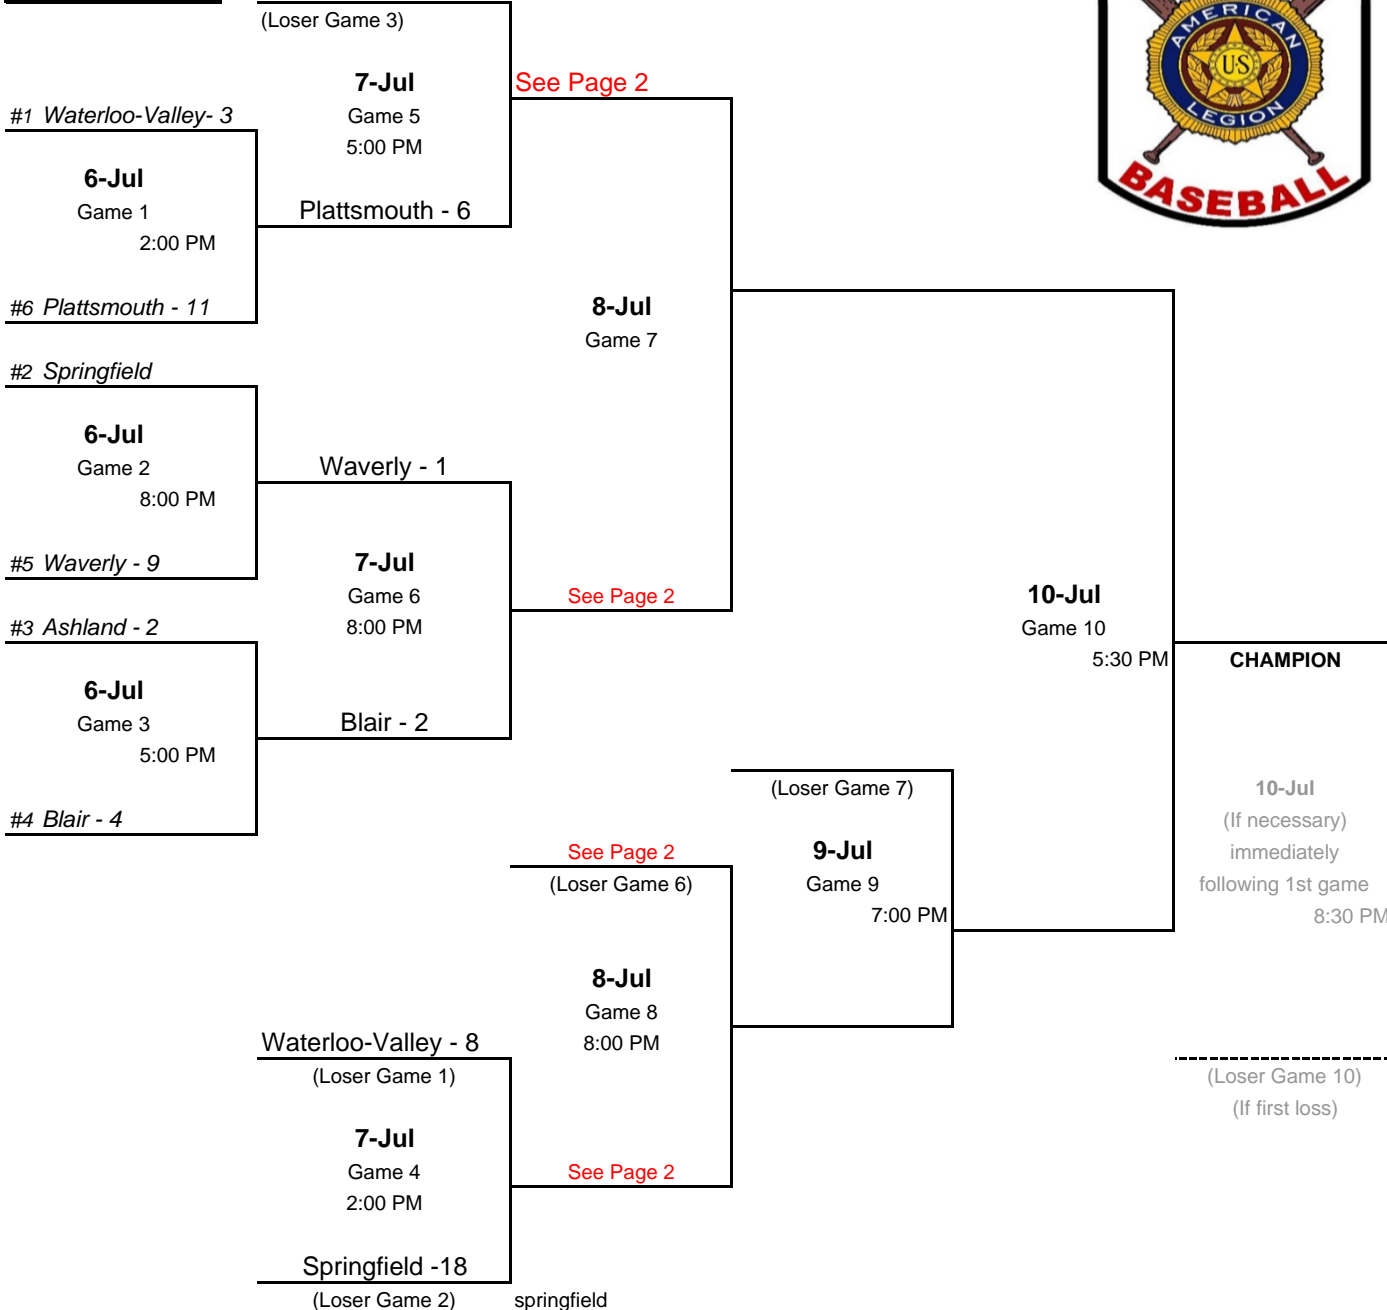 (Loser Game 3)
7-Jul
Game 5
5:00 PM
See Page 2
#1 Waterloo-Valley- 3
6-Jul
Game 1
2:00 PM
Plattsmouth - 6
#6 Plattsmouth - 11
8-Jul
Game 7
#2 Springfield
6-Jul
Game 2
8:00 PM
Waverly - 1
#5 Waverly - 9
7-Jul
Game 6
8:00 PM
See Page 2
#3 Ashland - 2
6-Jul
Game 3
5:00 PM
Blair - 2
#4 Blair - 4
10-Jul
Game 10
5:30 PM
CHAMPION
(Loser Game 7)
9-Jul
Game 9
7:00 PM
10-Jul
(If necessary)
immediately
following 1st game
8:30 PM
See Page 2
(Loser Game 6)
8-Jul
Game 8
8:00 PM
Waterloo-Valley - 8
(Loser Game 1)
7-Jul
Game 4
2:00 PM
See Page 2
Springfield -18
(Loser Game 2)
springfield
(Loser Game 10)
(If first loss)
AMERICAN
U·S
LEGION
BASEBALL